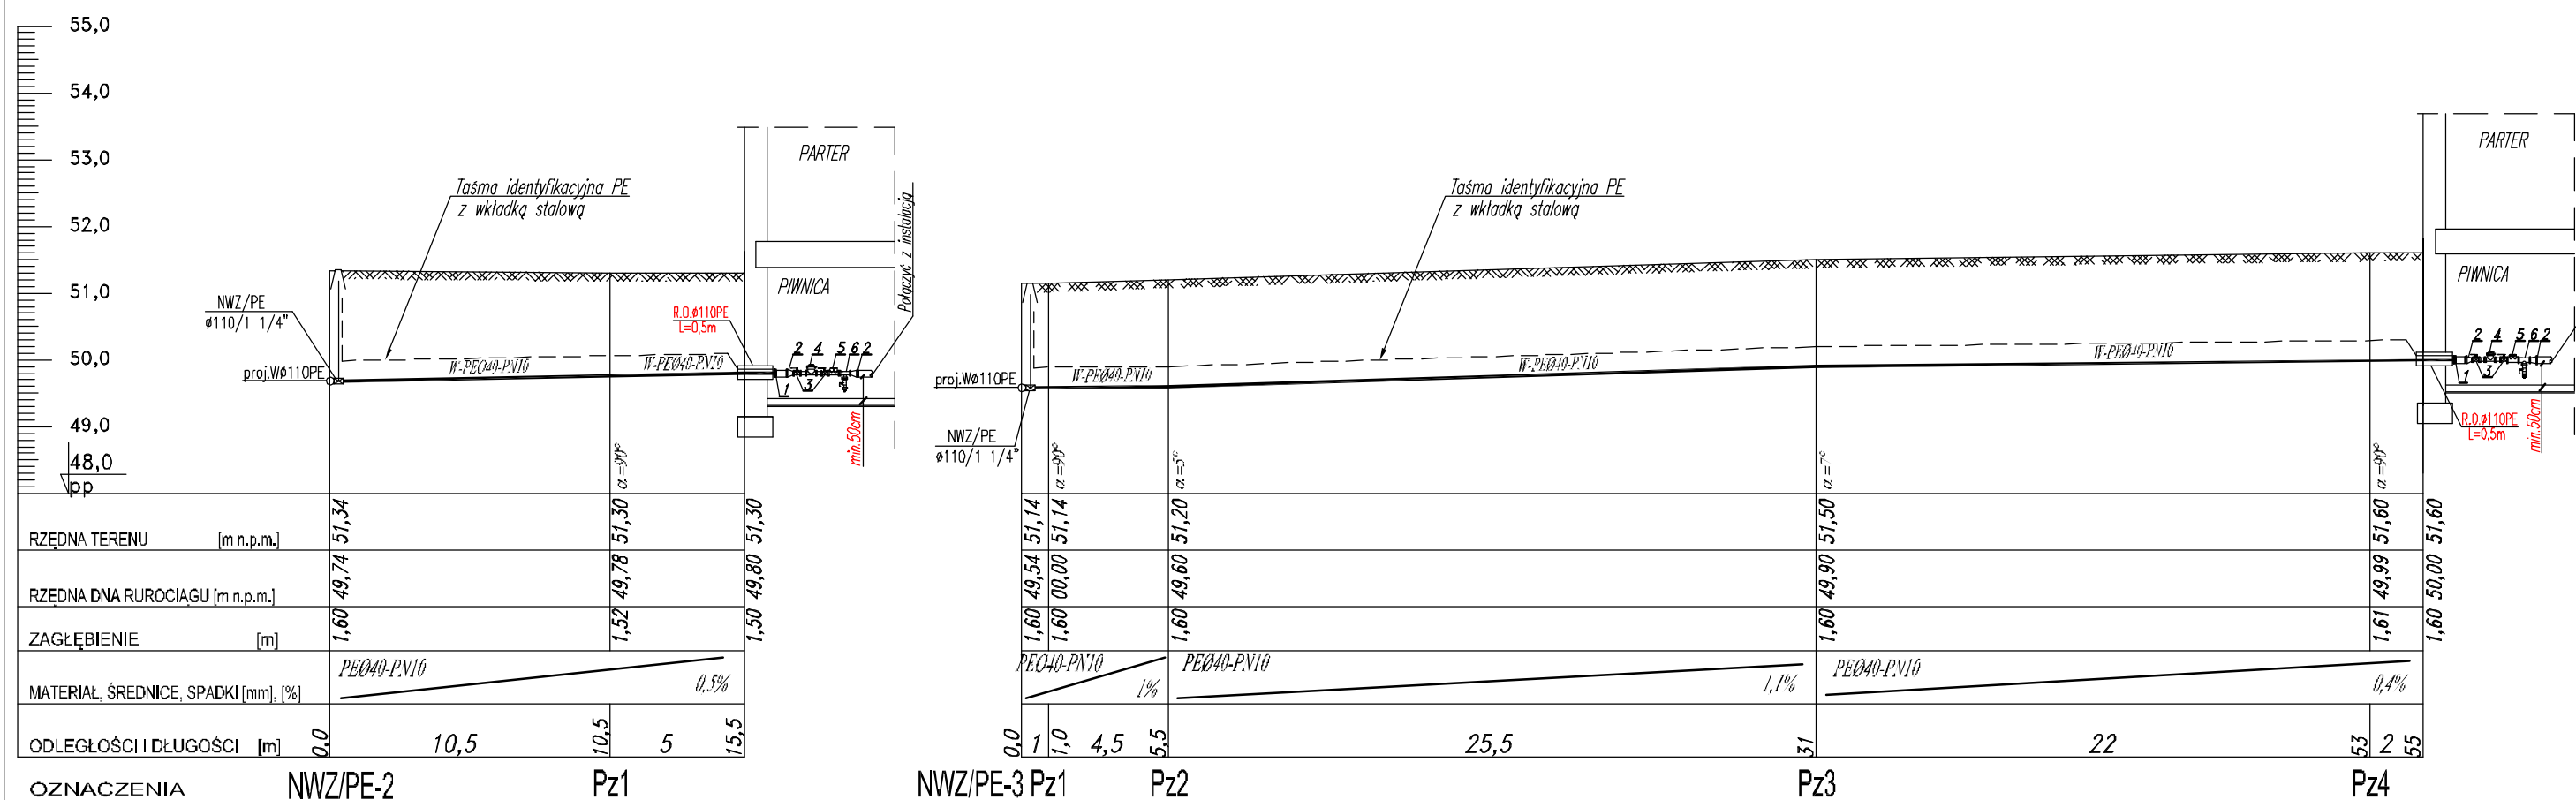 55,0
54,0
53,0
52,0
51,0
50,0
49,0
48,0
pp
Taśma identyfikacyjna PE
z wkładką stalową
NWZ/PE
ø110/1 1/4"
proj.Wø110PE
W-PEØ40-PN10
W-PEØ40-PN10
R.O.ø110PE
L=0,5m
PARTER
PIWNICA
Połączyć z instalacją
2 4 5 6 2
1 3
min.50cm
α=90°
Taśma identyfikacyjna PE
z wkładką stalową
proj.Wø110PE
NWZ/PE
ø110/1 1/4"
W-PEØ40-PN10
W-PEØ40-PN10
W-PEØ40-PN10
PARTER
PIWNICA
2 4 5 6 2
1 3
R.O.ø110PE
L=0,5m
min.50cm
α=90°
α=5°
α=7°
α=90°
RZĘDNA TERENU [m n.p.m.]
51,34 51,30 51,30
51,14 51,14 51,20 51,50 51,60 51,60
RZĘDNA DNA RUROCIĄGU [m n.p.m.]
49,74 49,78 49,80
49,54 00,00 49,60 49,90 49,99 50,00
ZAGŁĘBIENIE [m]
1,60 1,52 1,50
1,60 1,60 1,60 1,60 1,61 1,60
MATERIAŁ, ŚREDNICE, SPADKI [mm], [%]
PEØ40-PN10 0,5%
PEØ40-PN10 1%
PEØ40-PN10 1,1%
PEØ40-PN10 0,4%
ODLEGŁOŚCI I DŁUGOŚCI [m]
0,0 10,5 10,5 5 15,5
0,0 1 1,0 4,5 5,5 25,5 31 22 53 2 55
OZNACZENIA
NWZ/PE-2 Pz1
NWZ/PE-3 Pz1 Pz2 Pz3 Pz4